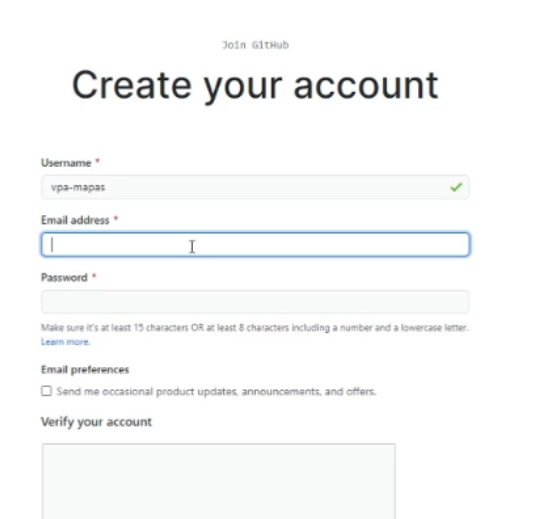 Join GitHub
Create your account
Username *
vpa-mapas
Email address *
Password *
Make sure it's at least 15 characters OR at least 8 characters including a number and a lowercase letter.
Learn more.
Email preferences
Send me occasional product updates, announcements, and offers.
Verify your account